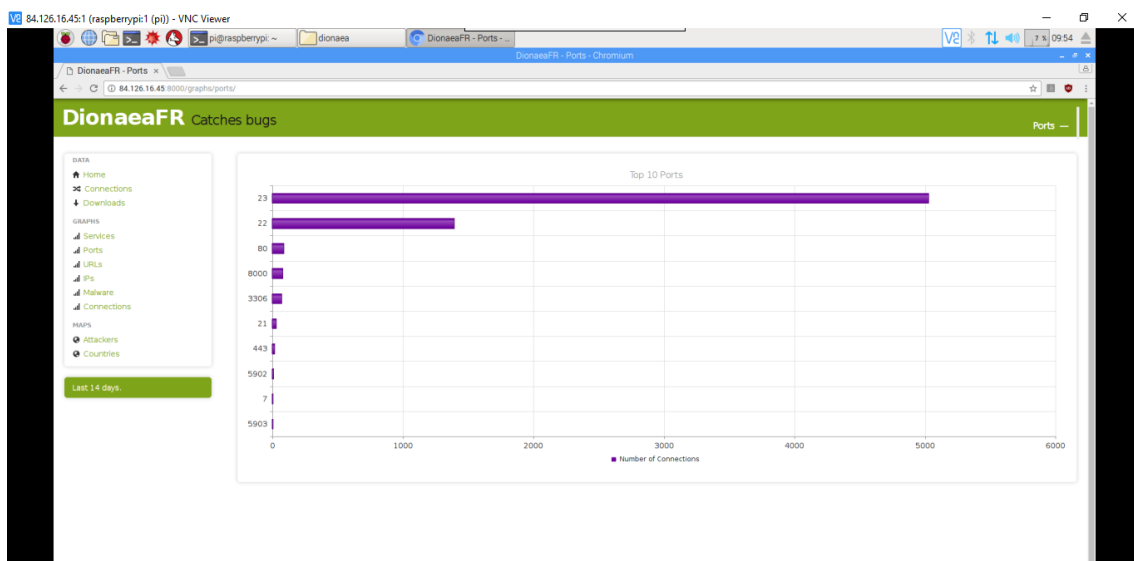 84.126.16.45:1 (raspberrypi:1 (pi)) - VNC Viewer
pi@raspberrypi: ~ dionaea DionaeaFR - Ports - ... 7 % 09:54
DionaeaFR - Ports - Chromium
DionaeaFR - Ports
84.126.16.45:8000/graphs/ports/
DionaeaFR Catches bugs
Ports
DATA
Home
Connections
Downloads
GRAPHS
Services
Ports
URLs
IPs
Malware
Connections
MAPS
Attackers
Countries
Last 14 days.
Top 10 Ports
23
22
80
8000
3306
21
443
5902
7
5903
0 1000 2000 3000 4000 5000 6000
Number of Connections